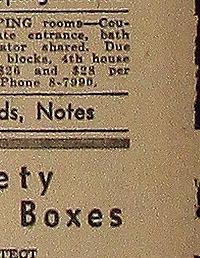 PING rooms—Cou-
ate entrance, bath
ator shared. Due
blocks, 4th house
$26 and $28 per
Phone 8-7990.
ds, Notes
ety
Boxes